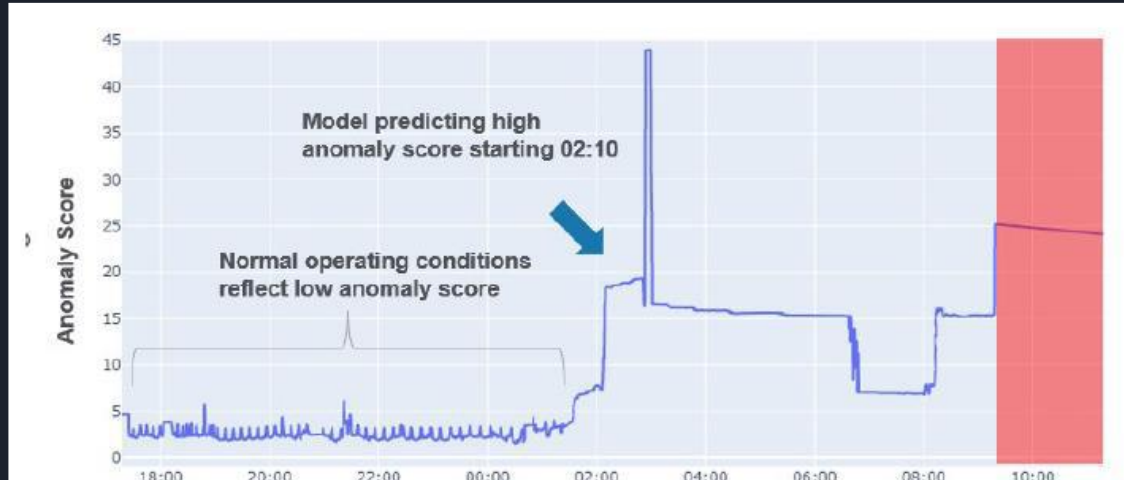 45
40
35
30
25
20
15
10
5
0
Anomaly Score
Model predicting high
anomaly score starting 02:10
Normal operating conditions
reflect low anomaly score
18:00 20:00 22:00 00:00 02:00 04:00 06:00 08:00 10:00